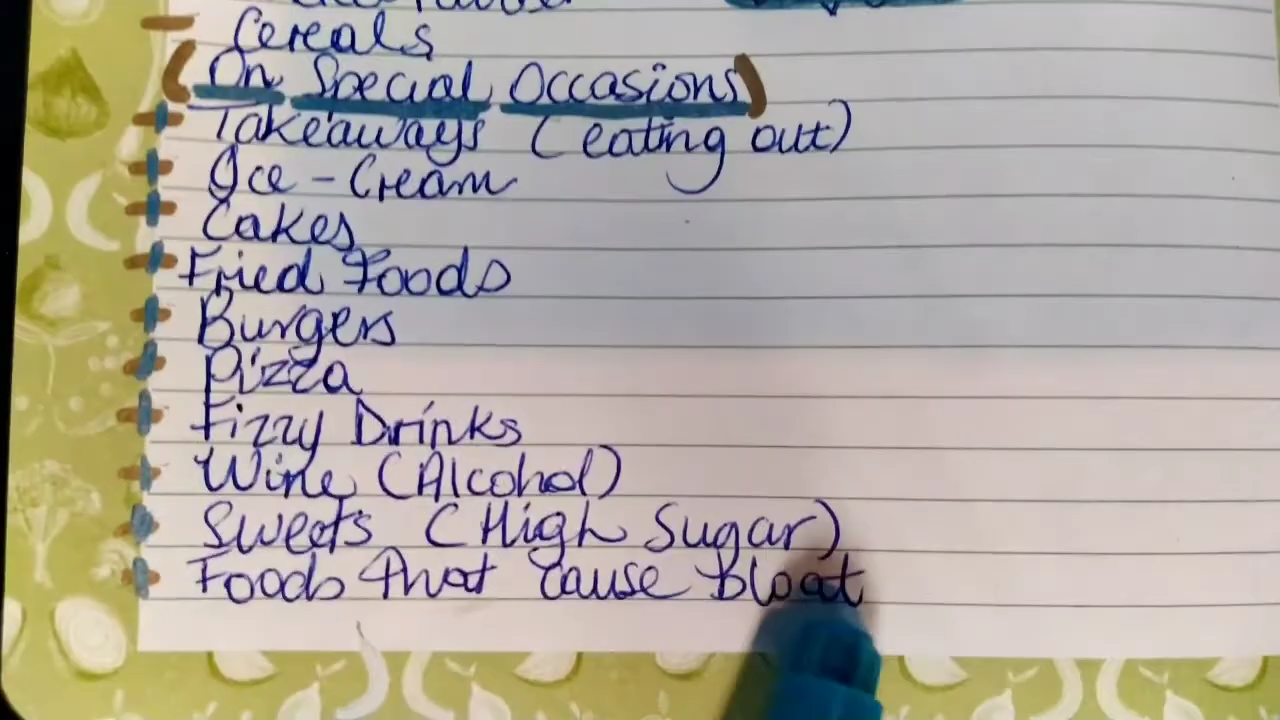 Cereals
(On Special Occasions)
Takeaways (eating out)
Ice-Cream
Cakes
Fried Foods
Burgers
Pizza
Fizzy Drinks
Wine (Alcohol)
Sweets (High Sugar)
Foods that cause Bloat